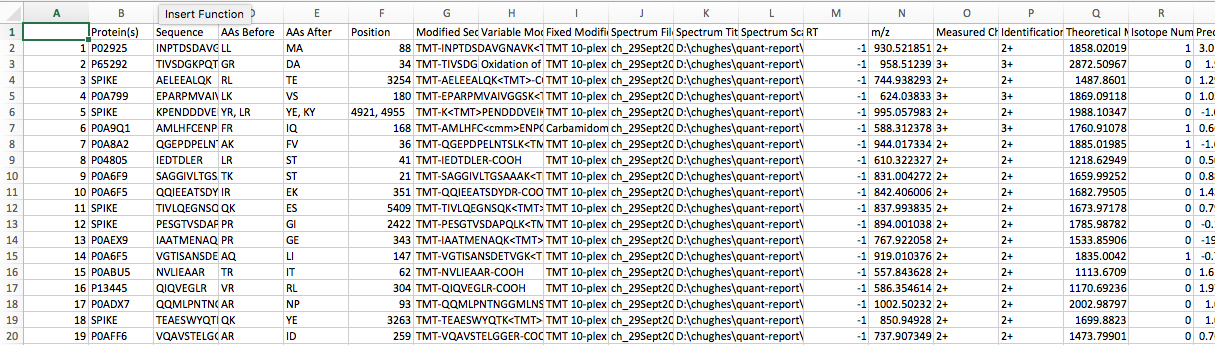 Insert Function
A B C D E F G H I J K L M N O P Q R
1 Protein(s) Sequence AAs Before AAs After Position Modified Sec Variable Mod Fixed Modific Spectrum File Spectrum Tit Spectrum Sca RT m/z Measured Ch Identification Theoretical M Isotope Num Prec
2 1 P02925 INPTDSDAVG LL MA 88 TMT-INPTDSDAVGNAVK<T TMT 10-plex ch_29Sept20 D:\chughes\quant-report\ -1 930.521851 2+ 2+ 1858.02019 1 3.0
3 2 P65292 TIVSDGKPQT GR DA 34 TMT-TIVSDG Oxidation of TMT 10-plex ch_29Sept20 D:\chughes\quant-report\ -1 958.51239 3+ 3+ 2872.50967 0 1.
4 3 SPIKE AELEEALQK RL TE 3254 TMT-AELEEALQK<TMT>-C TMT 10-plex ch_29Sept20 D:\chughes\quant-report\ -1 744.938293 2+ 2+ 1487.8601 0 1.2
5 4 P0A799 EPARPMVAIV LK VS 180 TMT-EPARPMVAIVGGSK<T TMT 10-plex ch_29Sept20 D:\chughes\quant-report\ -1 624.03833 3+ 3+ 1869.09118 0 1.0
6 5 SPIKE KPENDDDVE YR, LR YE, KY 4921, 4955 TMT-K<TMT>PENDDDVEIK TMT 10-plex ch_29Sept20 D:\chughes\quant-report\ -1 995.057983 2+ 2+ 1988.10347 0 -1.
7 6 P0A9Q1 AMLHFCENP FR IQ 168 TMT-AMLHFC<cmm>ENPG Carbamidom ch_29Sept20 D:\chughes\quant-report\ -1 588.312378 3+ 3+ 1760.91078 1 0.6
8 7 P0A8A2 QGEPDPELN AK FV 36 TMT-QGEPDPELNTSLK<TM TMT 10-plex ch_29Sept20 D:\chughes\quant-report\ -1 944.017334 2+ 2+ 1885.01985 1 -1.
9 8 P04805 IEDTDLER LR ST 41 TMT-IEDTDLER-COOH TMT 10-plex ch_29Sept20 D:\chughes\quant-report\ -1 610.322327 2+ 2+ 1218.62949 0 0.5
10 9 P0A6F9 SAGGIVLTGS TK ST 21 TMT-SAGGIVLTGSAAAK<T TMT 10-plex ch_29Sept20 D:\chughes\quant-report\ -1 831.004272 2+ 2+ 1659.99252 0 0.8
11 10 P0A6F5 QQIEEATSDY IR EK 351 TMT-QQIEEATSDYDR-COO TMT 10-plex ch_29Sept20 D:\chughes\quant-report\ -1 842.406006 2+ 2+ 1682.79505 0 1.4
12 11 SPIKE TIVLQEGNSC QK ES 5409 TMT-TIVLQEGNSQK<TMT> TMT 10-plex ch_29Sept20 D:\chughes\quant-report\ -1 837.993835 2+ 2+ 1673.97178 0 0.7
13 12 SPIKE PESGTVSDAP PR GI 2422 TMT-PESGTVSDAPQLK<TM TMT 10-plex ch_29Sept20 D:\chughes\quant-report\ -1 894.001038 2+ 2+ 1785.98782 0 -0.
14 13 P0AEX9 IAATMENAQ PR GE 343 TMT-IAATMENAQK<TMT> TMT 10-plex ch_29Sept20 D:\chughes\quant-report\ -1 767.922058 2+ 2+ 1533.85906 0 -19
15 14 P0A6F5 VGTISANSDE AQ LI 147 TMT-VGTISANSDETVGK<T TMT 10-plex ch_29Sept20 D:\chughes\quant-report\ -1 919.010376 2+ 2+ 1835.0042 1 -0.
16 15 P0ABU5 NVLIEAAR TR IT 62 TMT-NVLIEAAR-COOH TMT 10-plex ch_29Sept20 D:\chughes\quant-report\ -1 557.843628 2+ 2+ 1113.6709 0 1.6
17 16 P13445 QIQVEGLR VR RL 304 TMT-QIQVEGLR-COOH TMT 10-plex ch_29Sept20 D:\chughes\quant-report\ -1 586.354614 2+ 2+ 1170.69236 0 1.9
18 17 P0ADX7 QQMLPNTNG AR NP 93 TMT-QQMLPNTNGGMLNS TMT 10-plex ch_29Sept20 D:\chughes\quant-report\ -1 1002.50232 2+ 2+ 2002.98797 0 1.
19 18 SPIKE TEAESWYQT QK YE 3263 TMT-TEAESWYQTK<TMT> TMT 10-plex ch_29Sept20 D:\chughes\quant-report\ -1 850.94928 2+ 2+ 1699.8823 0 1.
20 19 P0AFF6 VQAVSTELG AR ID 259 TMT-VQAVSTELGGER-COO TMT 10-plex ch_29Sept20 D:\chughes\quant-report\ -1 737.907349 2+ 2+ 1473.79901 0 0.7